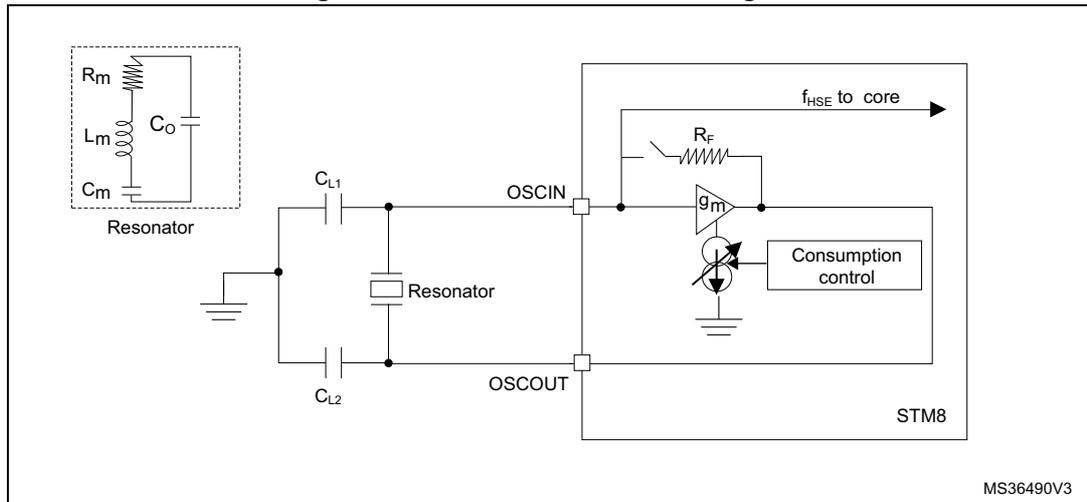 Rm
Lm
CO
Cm
Resonator
CL1
CL2
Resonator
OSCIN
OSCOUT
fHSE to core
RF
gm
Consumption
control
STM8
MS36490V3